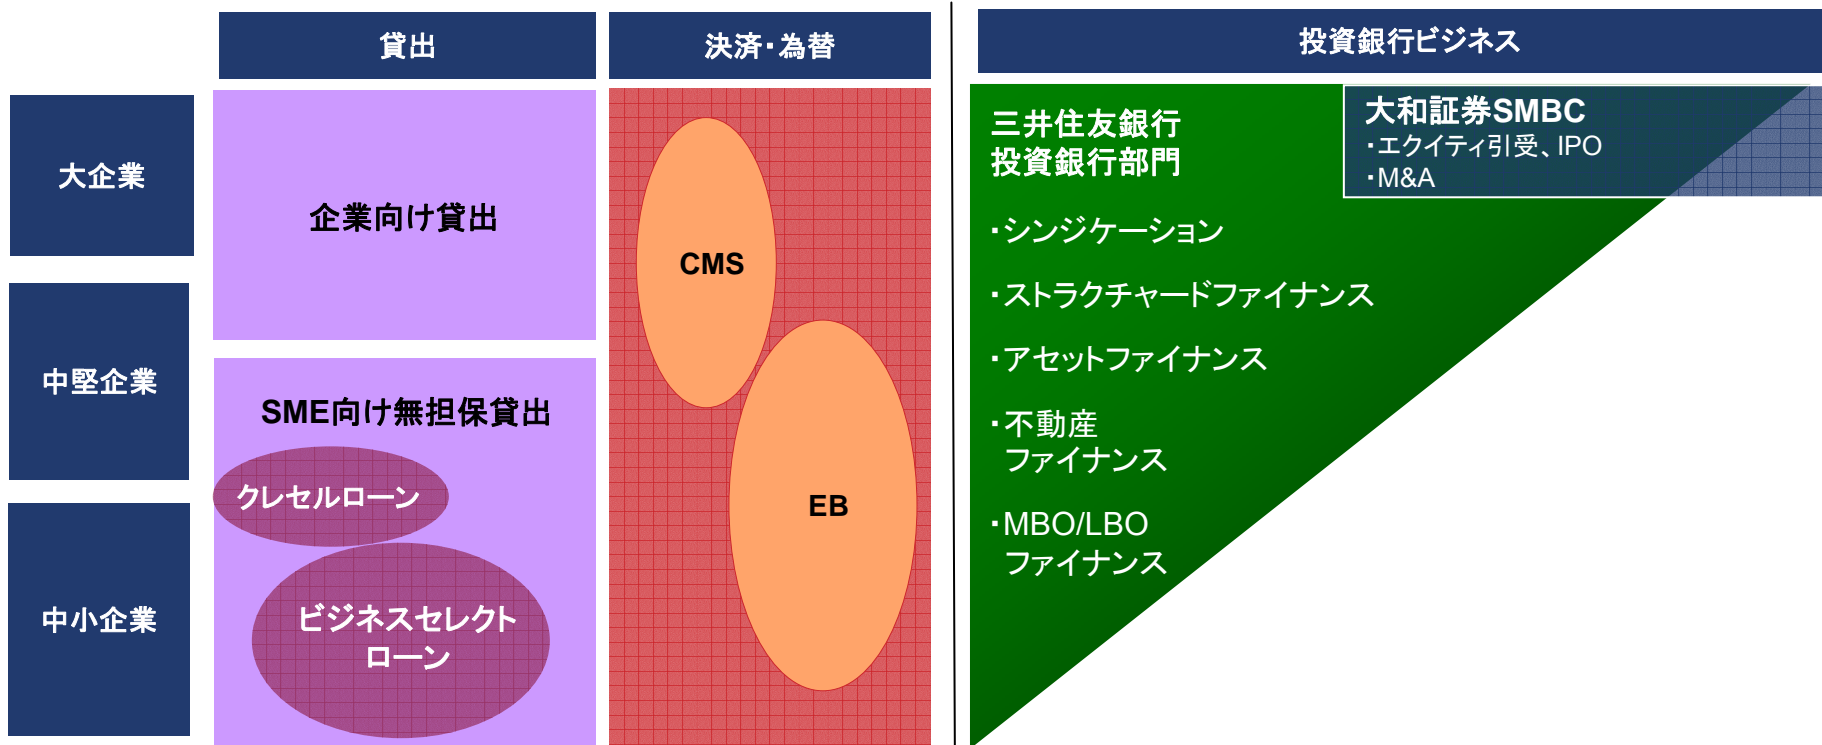 貸出
決済・為替
投資銀行ビジネス
大企業
中堅企業
中小企業
企業向け貸出
SME向け無担保貸出
クレセルローン
ビジネスセレクト
ローン
CMS
EB
三井住友銀行
投資銀行部門
・シンジケーション
・ストラクチャードファイナンス
・アセットファイナンス
・不動産
ファイナンス
・MBO/LBO
ファイナンス
大和証券SMBC
・エクイティ引受、IPO
・M&A